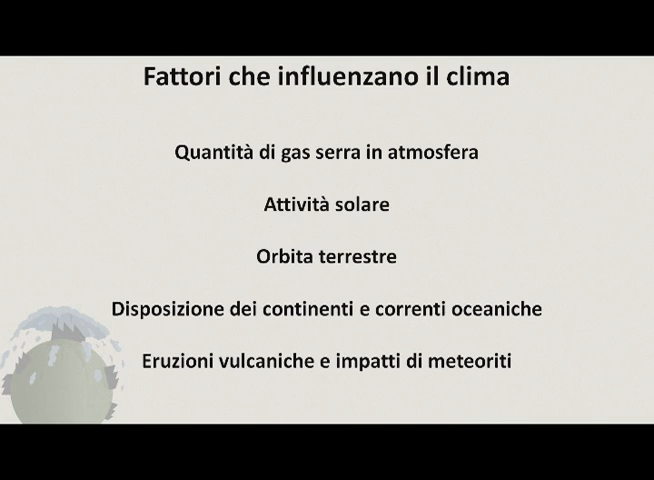 Fattori che influenzano il clima
Quantità di gas serra in atmosfera
Attività solare
Orbita terrestre
Disposizione dei continenti e correnti oceaniche
Eruzioni vulcaniche e impatti di meteoriti